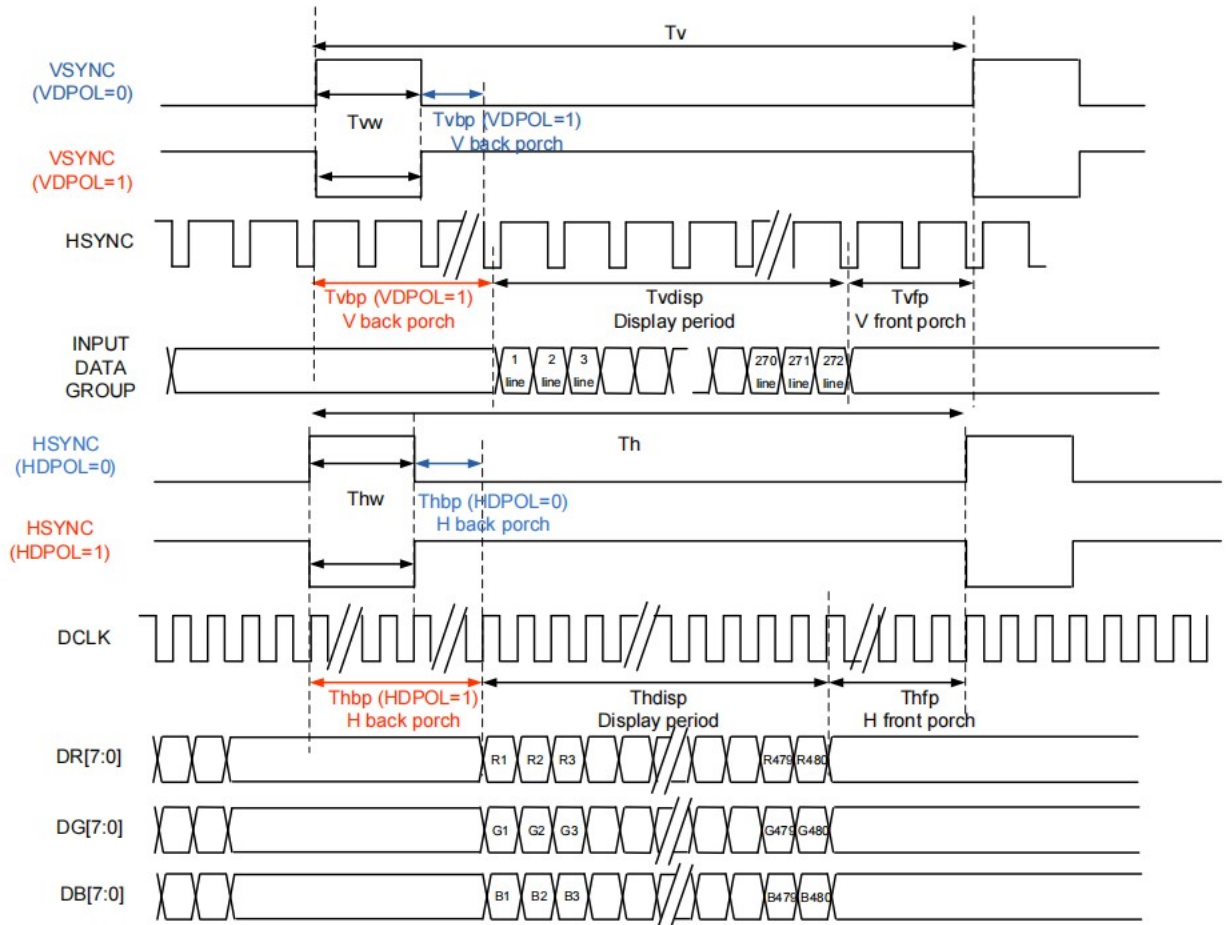 Tv
VSYNC
(VDPOL=0)
Tvw
Tvbp (VDPOL=1)
V back porch
VSYNC
(VDPOL=1)
HSYNC
Tvbp (VDPOL=1)
V back porch
Tvdisp
Display period
Tvfp
V front porch
INPUT
DATA
GROUP
1
line
2
line
3
line
270
line
271
line
272
line
HSYNC
(HDPOL=0)
Th
Thw
Thbp (HDPOL=0)
H back porch
HSYNC
(HDPOL=1)
DCLK
Thbp (HDPOL=1)
H back porch
Thdisp
Display period
Thfp
H front porch
DR[7:0]
R1
R2
R3
R479
R480
DG[7:0]
G1
G2
G3
G479
G480
DB[7:0]
B1
B2
B3
B479
B480